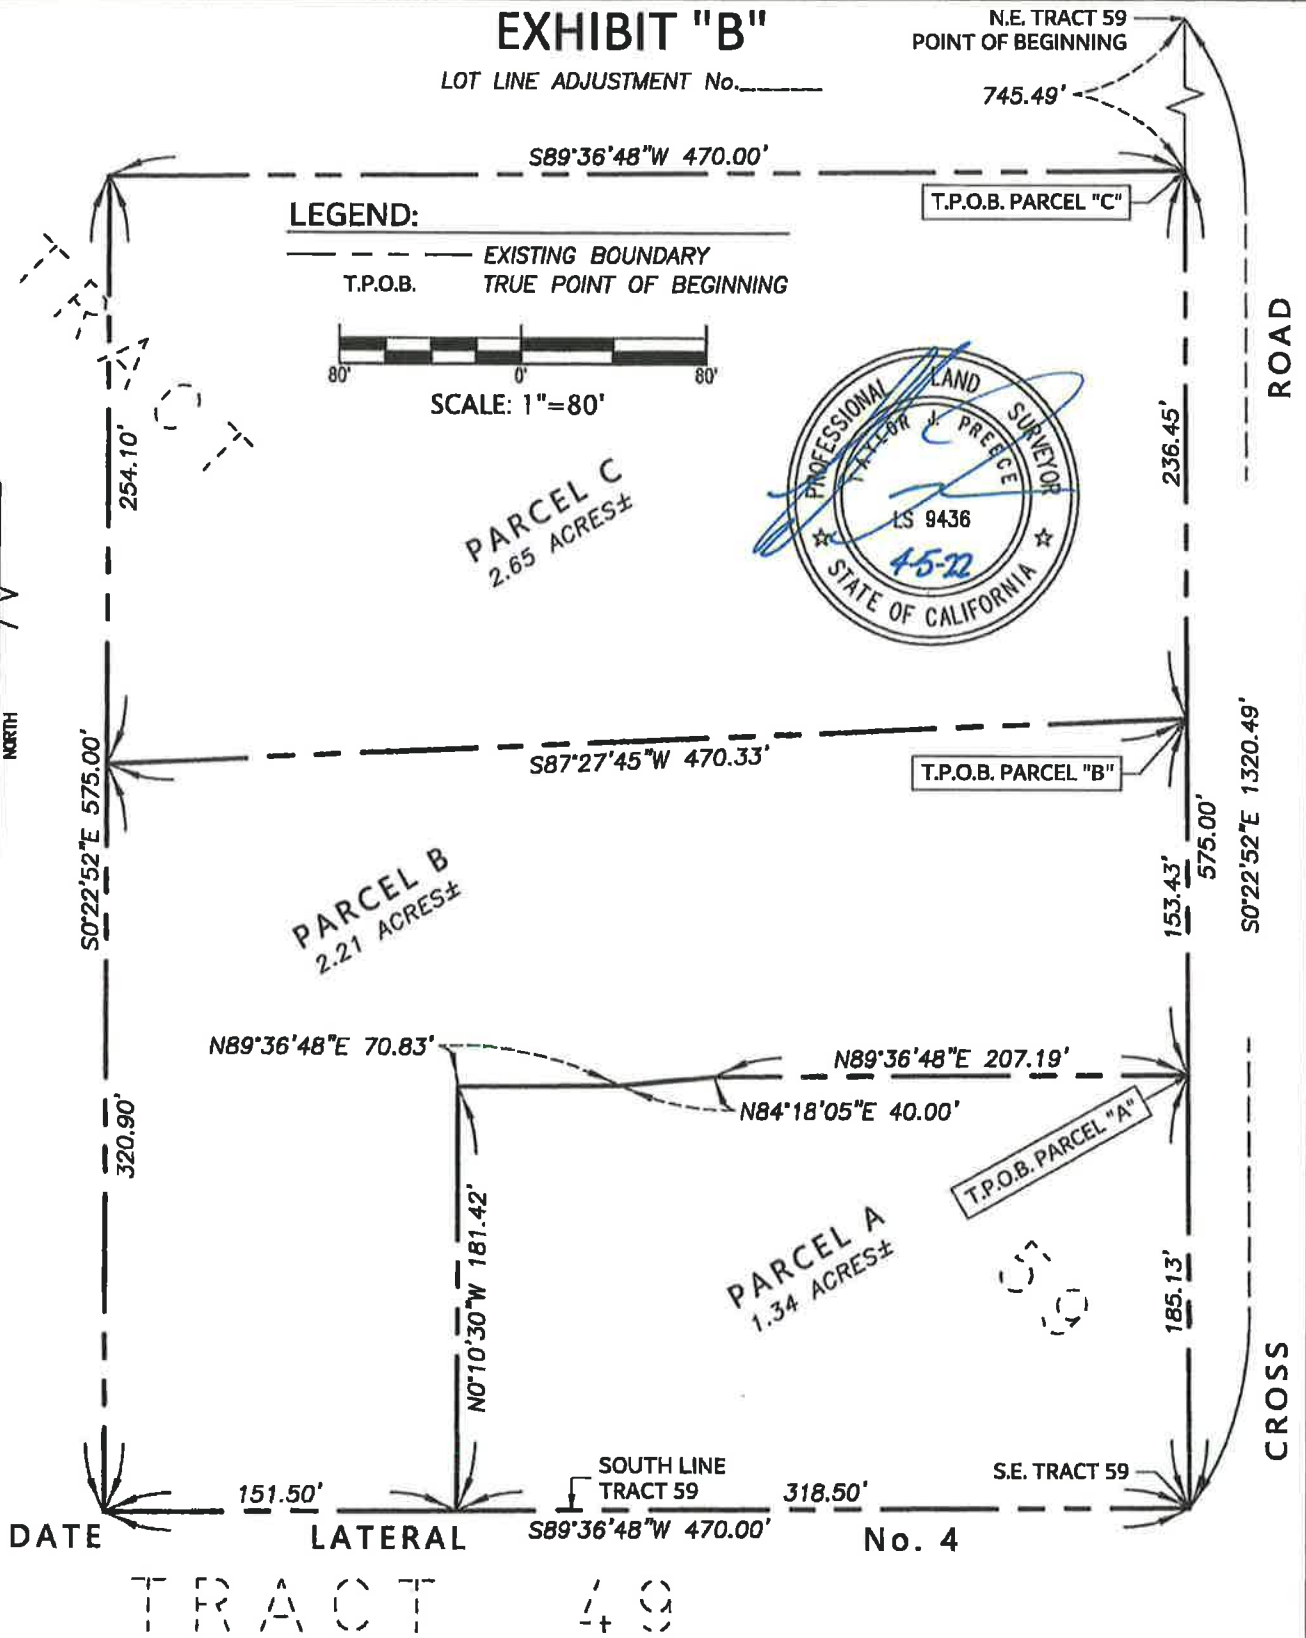 EXHIBIT "B"
LOT LINE ADJUSTMENT No.______
N.E. TRACT 59
POINT OF BEGINNING
745.49'
S89°36'48"W 470.00'
T.P.O.B. PARCEL "C"
LEGEND:
EXISTING BOUNDARY
T.P.O.B. TRUE POINT OF BEGINNING
80' 0' 80'
SCALE: 1"=80'
TRACT
254.10'
PROFESSIONAL LAND SURVEYOR
TAYLOR J. PREECE
LS 9436
4-5-22
STATE OF CALIFORNIA
236.45'
ROAD
PARCEL C
2.65 ACRES±
NORTH
S87°27'45"W 470.33'
T.P.O.B. PARCEL "B"
S0°22'52"E 575.00'
575.00'
S0°22'52"E 1320.49'
153.43'
PARCEL B
2.21 ACRES±
N89°36'48"E 70.83'
N89°36'48"E 207.19'
N84°18'05"E 40.00'
T.P.O.B. PARCEL "A"
320.90'
N0°10'30"W 181.42'
PARCEL A
1.34 ACRES±
59
185.13'
CROSS
SOUTH LINE
TRACT 59
S.E. TRACT 59
151.50'
318.50'
S89°36'48"W 470.00'
DATE LATERAL No. 4
TRACT 49